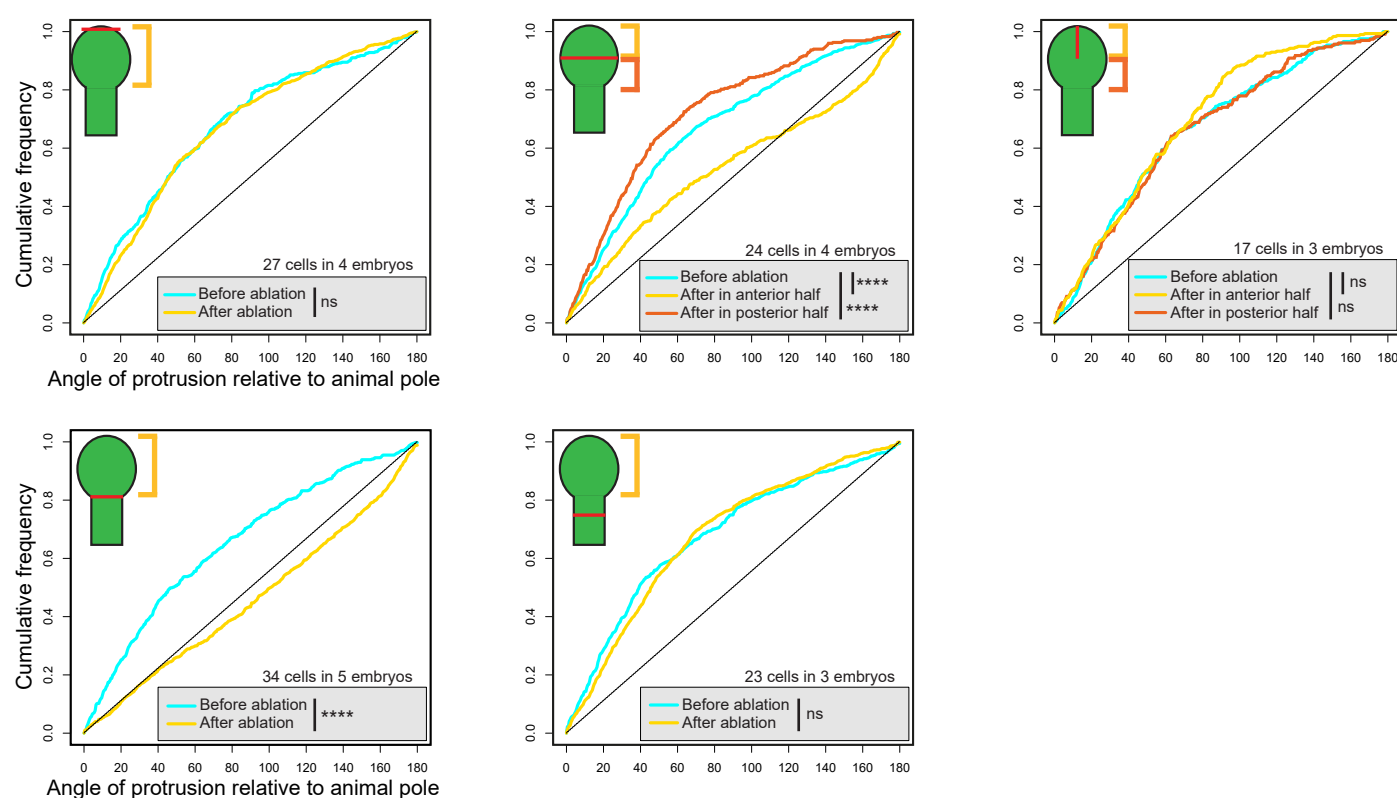 Cumulative frequency
1.0
0.8
0.6
0.4
0.2
0.0
27 cells in 4 embryos
Before ablation
After ablation
ns
0 20 40 60 80 100 120 140 160 180
Angle of protrusion relative to animal pole
1.0
0.8
0.6
0.4
0.2
0.0
24 cells in 4 embryos
Before ablation
After in anterior half
After in posterior half
****
****
0 20 40 60 80 100 120 140 160 180
1.0
0.8
0.6
0.4
0.2
0.0
17 cells in 3 embryos
Before ablation
After in anterior half
After in posterior half
ns
ns
0 20 40 60 80 100 120 140 160 180
Cumulative frequency
1.0
0.8
0.6
0.4
0.2
0.0
34 cells in 5 embryos
Before ablation
After ablation
****
0 20 40 60 80 100 120 140 160 180
Angle of protrusion relative to animal pole
1.0
0.8
0.6
0.4
0.2
0.0
23 cells in 3 embryos
Before ablation
After ablation
ns
0 20 40 60 80 100 120 140 160 180